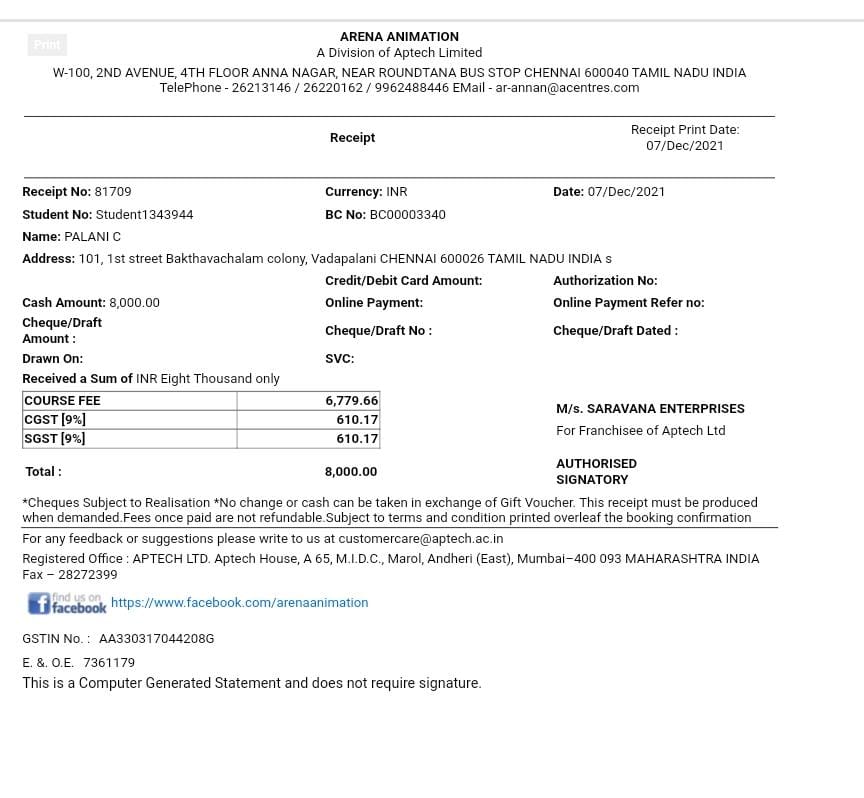 Print
ARENA ANIMATION
A Division of Aptech Limited
W-100, 2ND AVENUE, 4TH FLOOR ANNA NAGAR, NEAR ROUNDTANA BUS STOP CHENNAI 600040 TAMIL NADU INDIA
TelePhone - 26213146 / 26220162 / 9962488446 EMail - ar-annan@acentres.com
Receipt
Receipt Print Date:
07/Dec/2021
Receipt No: 81709 Currency: INR Date: 07/Dec/2021
Student No: Student1343944 BC No: BC00003340
Name: PALANI C
Address: 101, 1st street Bakthavachalam colony, Vadapalani CHENNAI 600026 TAMIL NADU INDIA s
Credit/Debit Card Amount: Authorization No:
Cash Amount: 8,000.00 Online Payment: Online Payment Refer no:
Cheque/Draft
Amount : Cheque/Draft No : Cheque/Draft Dated :
Drawn On: SVC:
Received a Sum of INR Eight Thousand only
COURSE FEE 6,779.66
CGST [9%] 610.17
SGST [9%] 610.17
M/s. SARAVANA ENTERPRISES
For Franchisee of Aptech Ltd
Total : 8,000.00
AUTHORISED
SIGNATORY
*Cheques Subject to Realisation *No change or cash can be taken in exchange of Gift Voucher. This receipt must be produced
when demanded.Fees once paid are not refundable.Subject to terms and condition printed overleaf the booking confirmation
For any feedback or suggestions please write to us at customercare@aptech.ac.in
Registered Office : APTECH LTD. Aptech House, A 65, M.I.D.C., Marol, Andheri (East), Mumbai–400 093 MAHARASHTRA INDIA
Fax – 28272399
find us on
facebook https://www.facebook.com/arenaanimation
GSTIN No. : AA330317044208G
E. &. O.E. 7361179
This is a Computer Generated Statement and does not require signature.